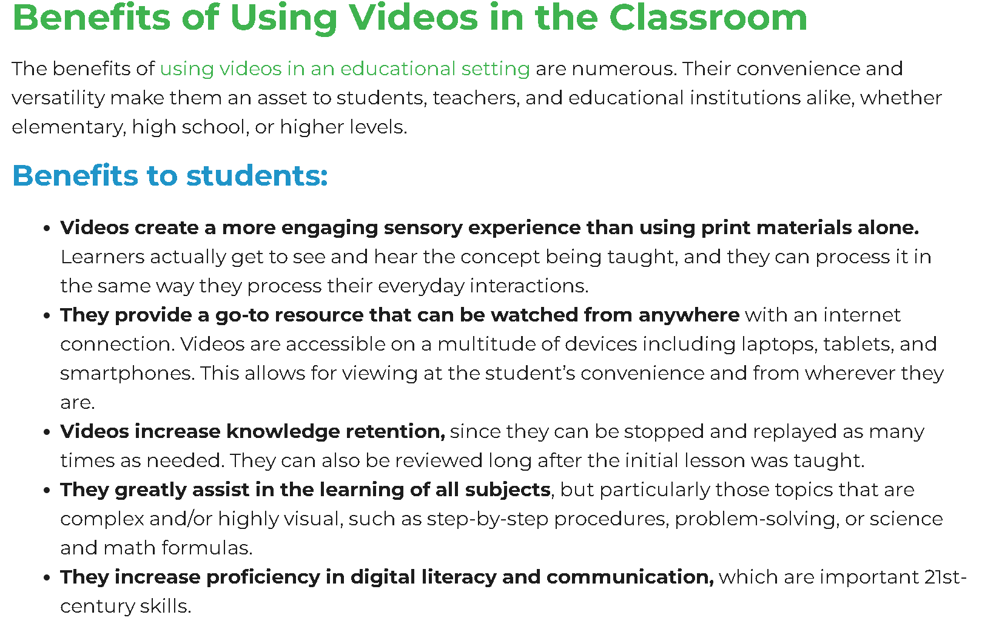 Benefits of Using Videos in the Classroom
The benefits of using videos in an educational setting are numerous. Their convenience and
versatility make them an asset to students, teachers, and educational institutions alike, whether
elementary, high school, or higher levels.
Benefits to students:
• Videos create a more engaging sensory experience than using print materials alone.
Learners actually get to see and hear the concept being taught, and they can process it in
the same way they process their everyday interactions.
• They provide a go-to resource that can be watched from anywhere with an internet
connection. Videos are accessible on a multitude of devices including laptops, tablets, and
smartphones. This allows for viewing at the student’s convenience and from wherever they
are.
• Videos increase knowledge retention, since they can be stopped and replayed as many
times as needed. They can also be reviewed long after the initial lesson was taught.
• They greatly assist in the learning of all subjects, but particularly those topics that are
complex and/or highly visual, such as step-by-step procedures, problem-solving, or science
and math formulas.
• They increase proficiency in digital literacy and communication, which are important 21st-
century skills.